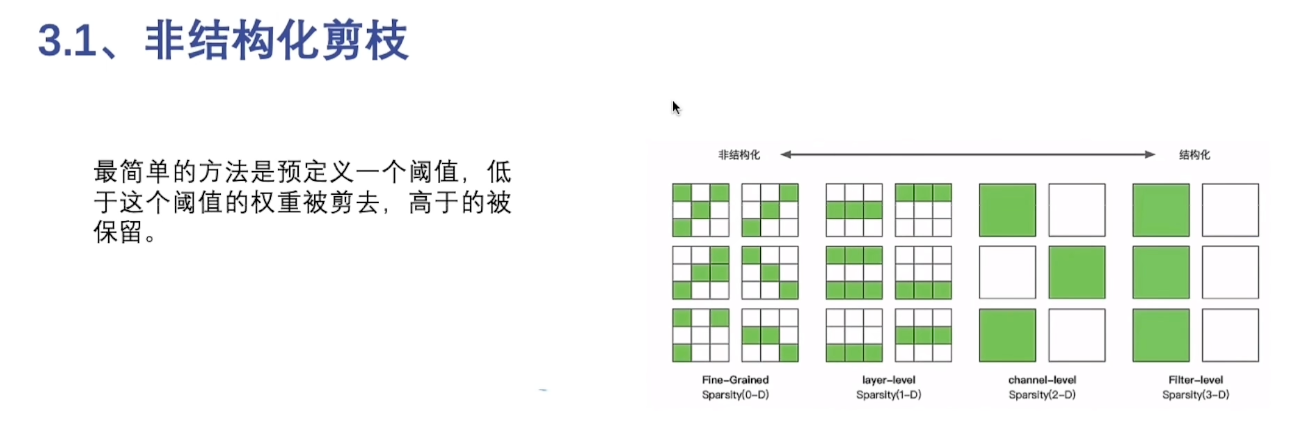 3.1、非结构化剪枝
最简单的方法是预定义一个阈值，低
于这个阈值的权重被剪去，高于的被
保留。
非结构化
结构化
Fine-Grained
Sparsity(0-D)
layer-level
Sparsity(1-D)
channel-level
Sparsity(2-D)
Filter-level
Sparsity(3-D)